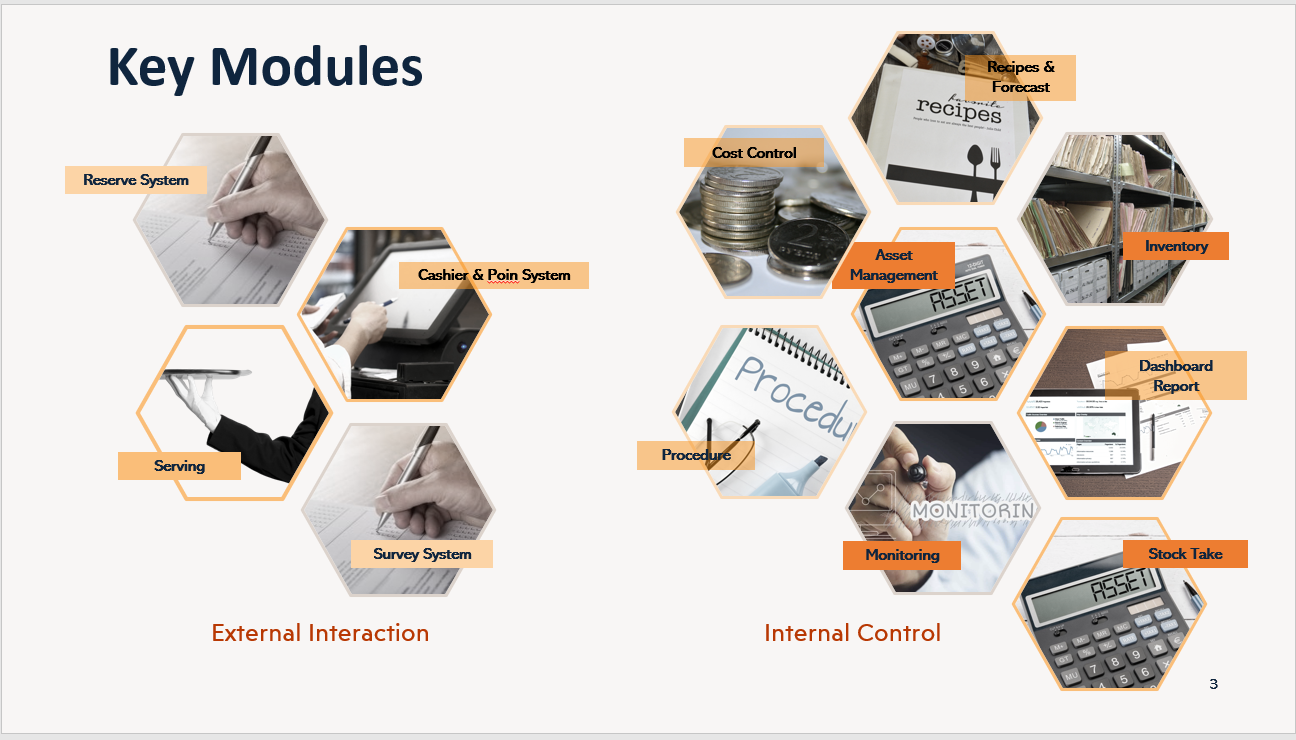 Key Modules
Reserve System
Cashier & Poin System
Serving
Survey System
External Interaction
Recipes &
Forecast
favorite
recipes
Cost Control
Inventory
Asset
Management
ASSET
Dashboard
Report
Procedu
Procedure
MONITORIN
Monitoring
Stock Take
ASSET
Internal Control
3